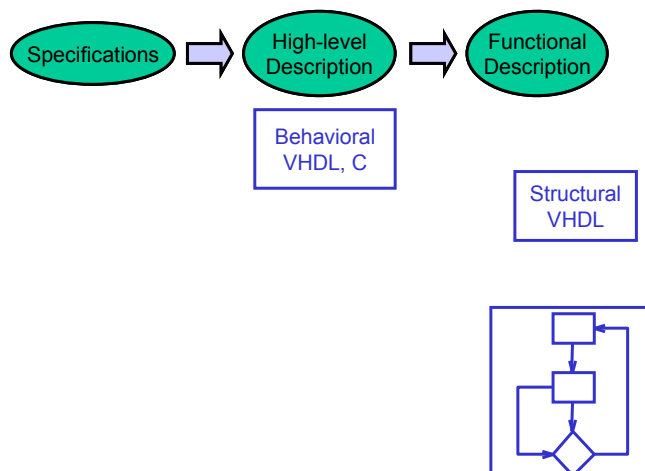 Specifications
High-level
Description
Functional
Description
Behavioral
VHDL, C
Structural
VHDL